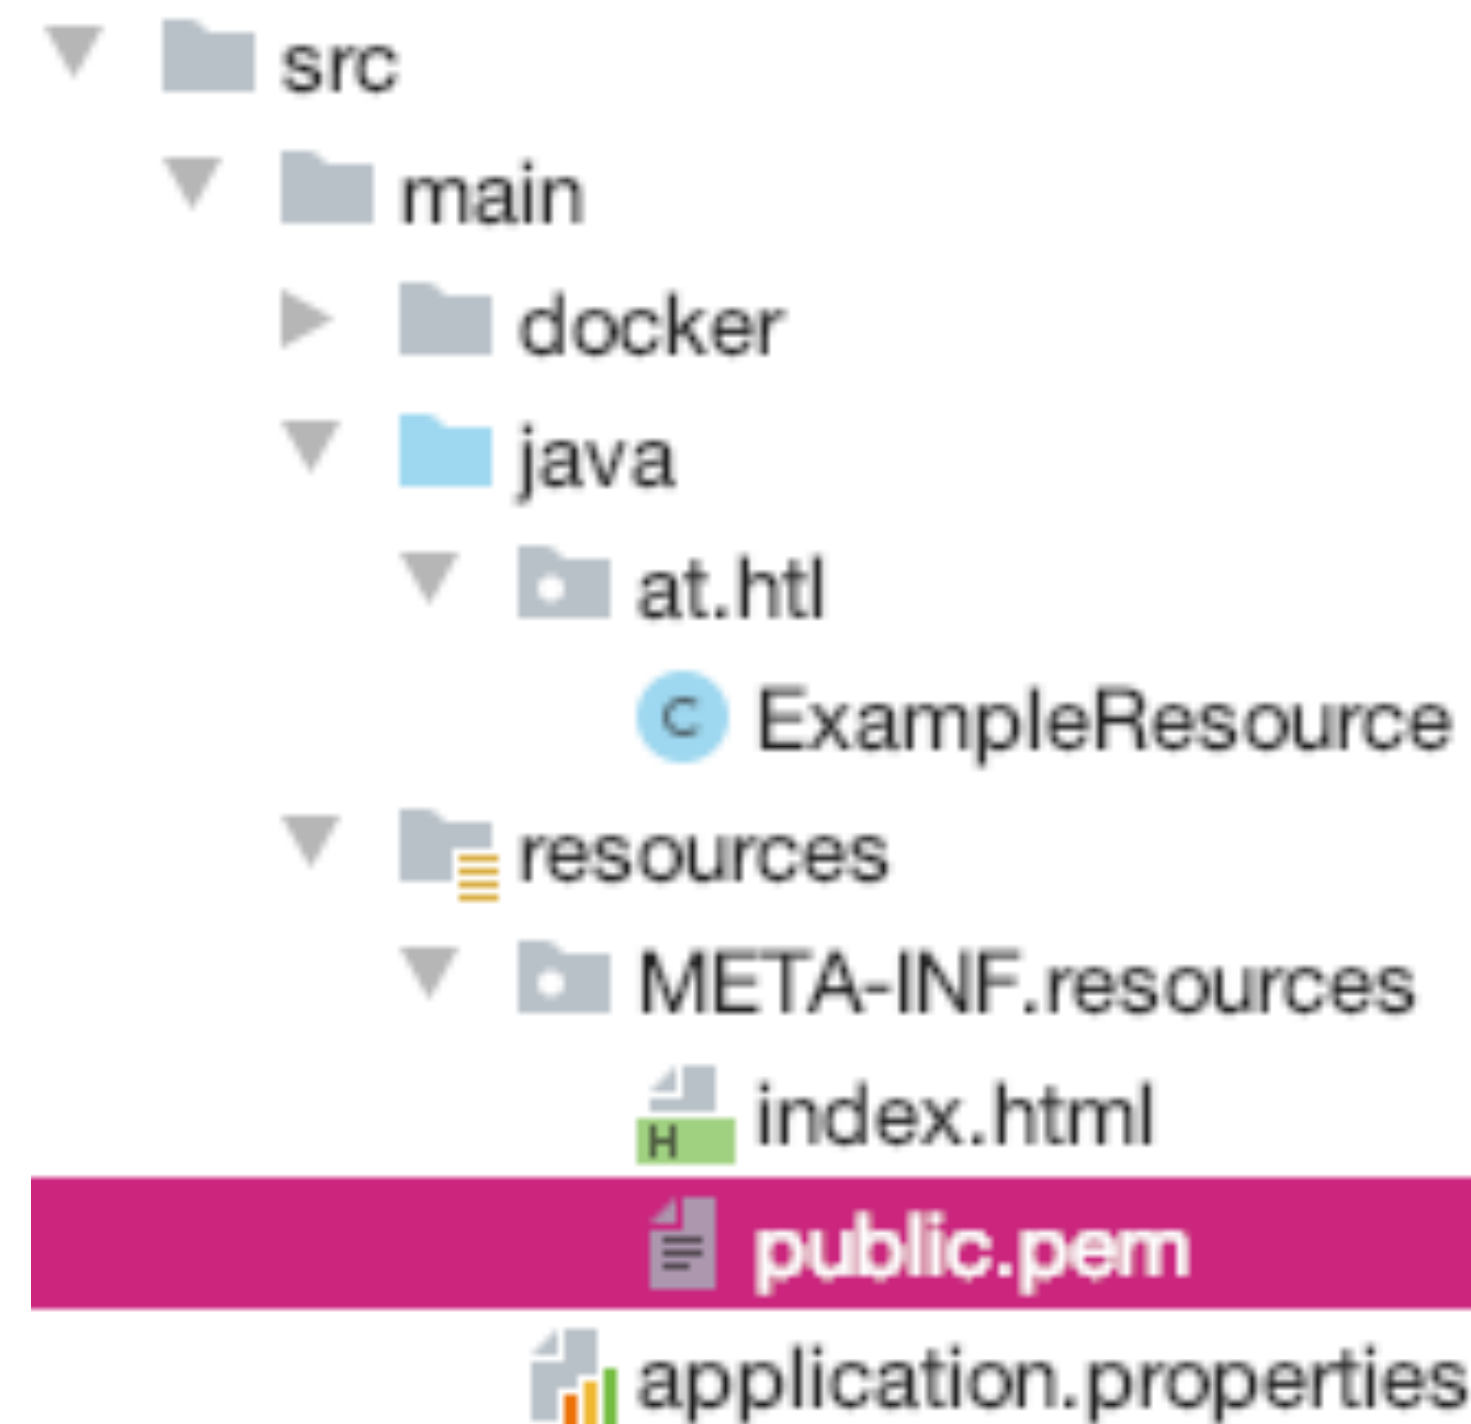 src
main
docker
java
at.htl
C ExampleResource
resources
META-INF.resources
H index.html
public.pem
application.properties